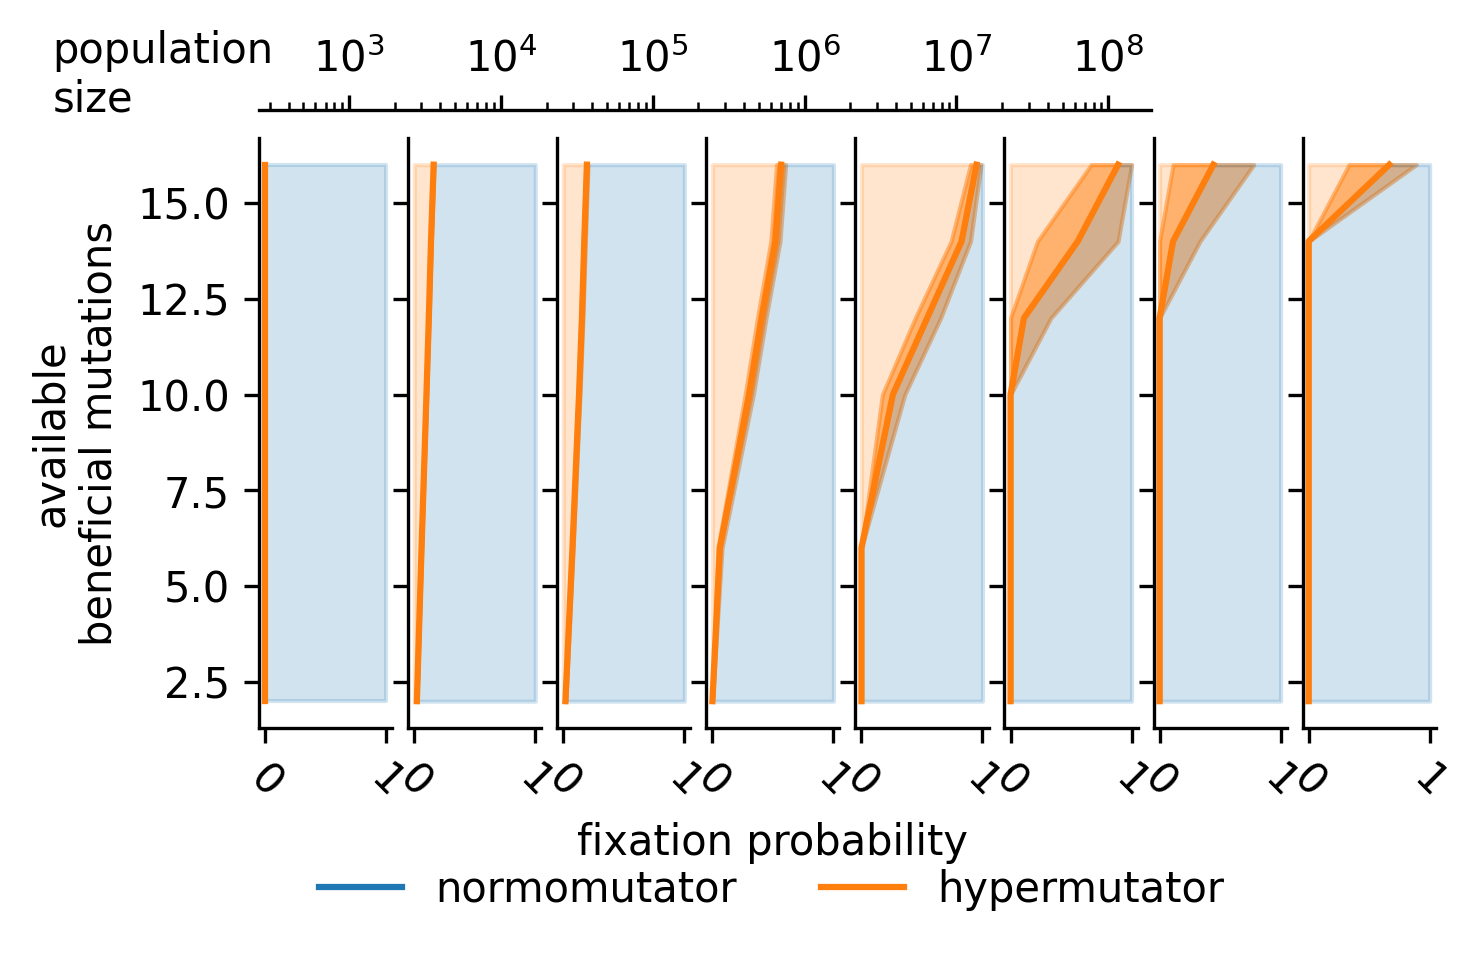 population
size
10³ 10⁴ 10⁵ 10⁶ 10⁷ 10⁸
available
beneficial mutations
15.0
12.5
10.0
7.5
5.0
2.5
0 10 10 10 10 10 10 10 1
fixation probability
normomutator hypermutator